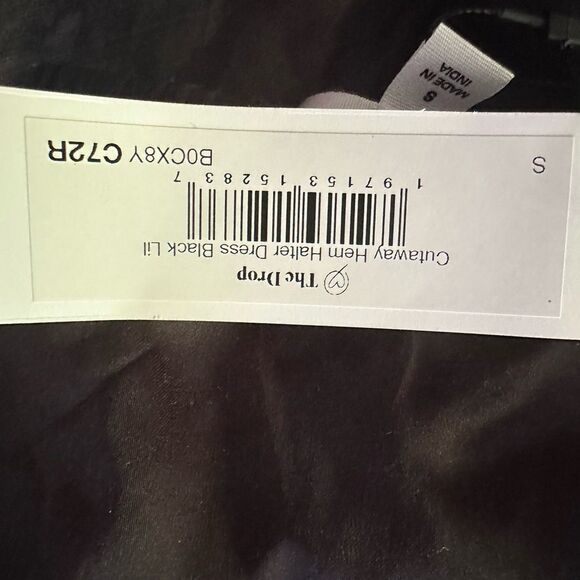 The Drop
Cutaway Hem Halter Dress Black Lil
1 97153 15283 7
S B0CX8Y C72R
S
MADE IN
INDIA